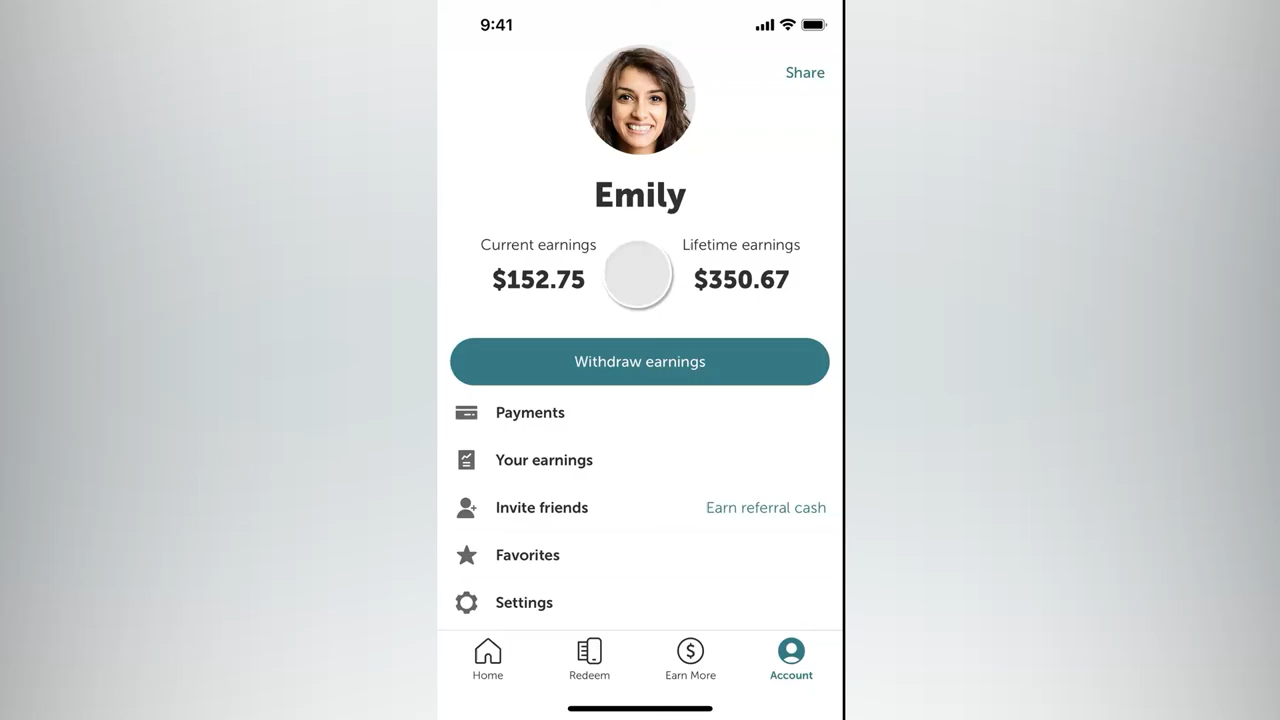 9:41
Share
Emily
Current earnings
Lifetime earnings
$152.75
$350.67
Withdraw earnings
Payments
Your earnings
Invite friends
Earn referral cash
Favorites
Settings
Home
Redeem
Earn More
Account